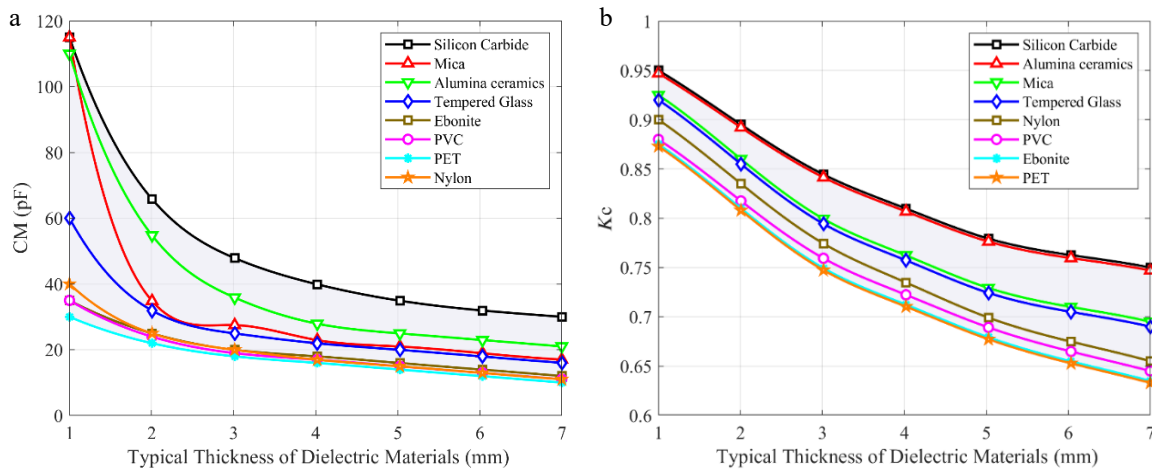 a
120
100
80
60
40
20
0
CM (pF)
1 2 3 4 5 6 7
Typical Thickness of Dielectric Materials (mm)
Silicon Carbide
Mica
Alumina ceramics
Tempered Glass
Ebonite
PVC
PET
Nylon
b
1
0.95
0.9
0.85
0.8
0.75
0.7
0.65
0.6
Kc
1 2 3 4 5 6 7
Typical Thickness of Dielectric Materials (mm)
Silicon Carbide
Alumina ceramics
Mica
Tempered Glass
Nylon
PVC
Ebonite
PET